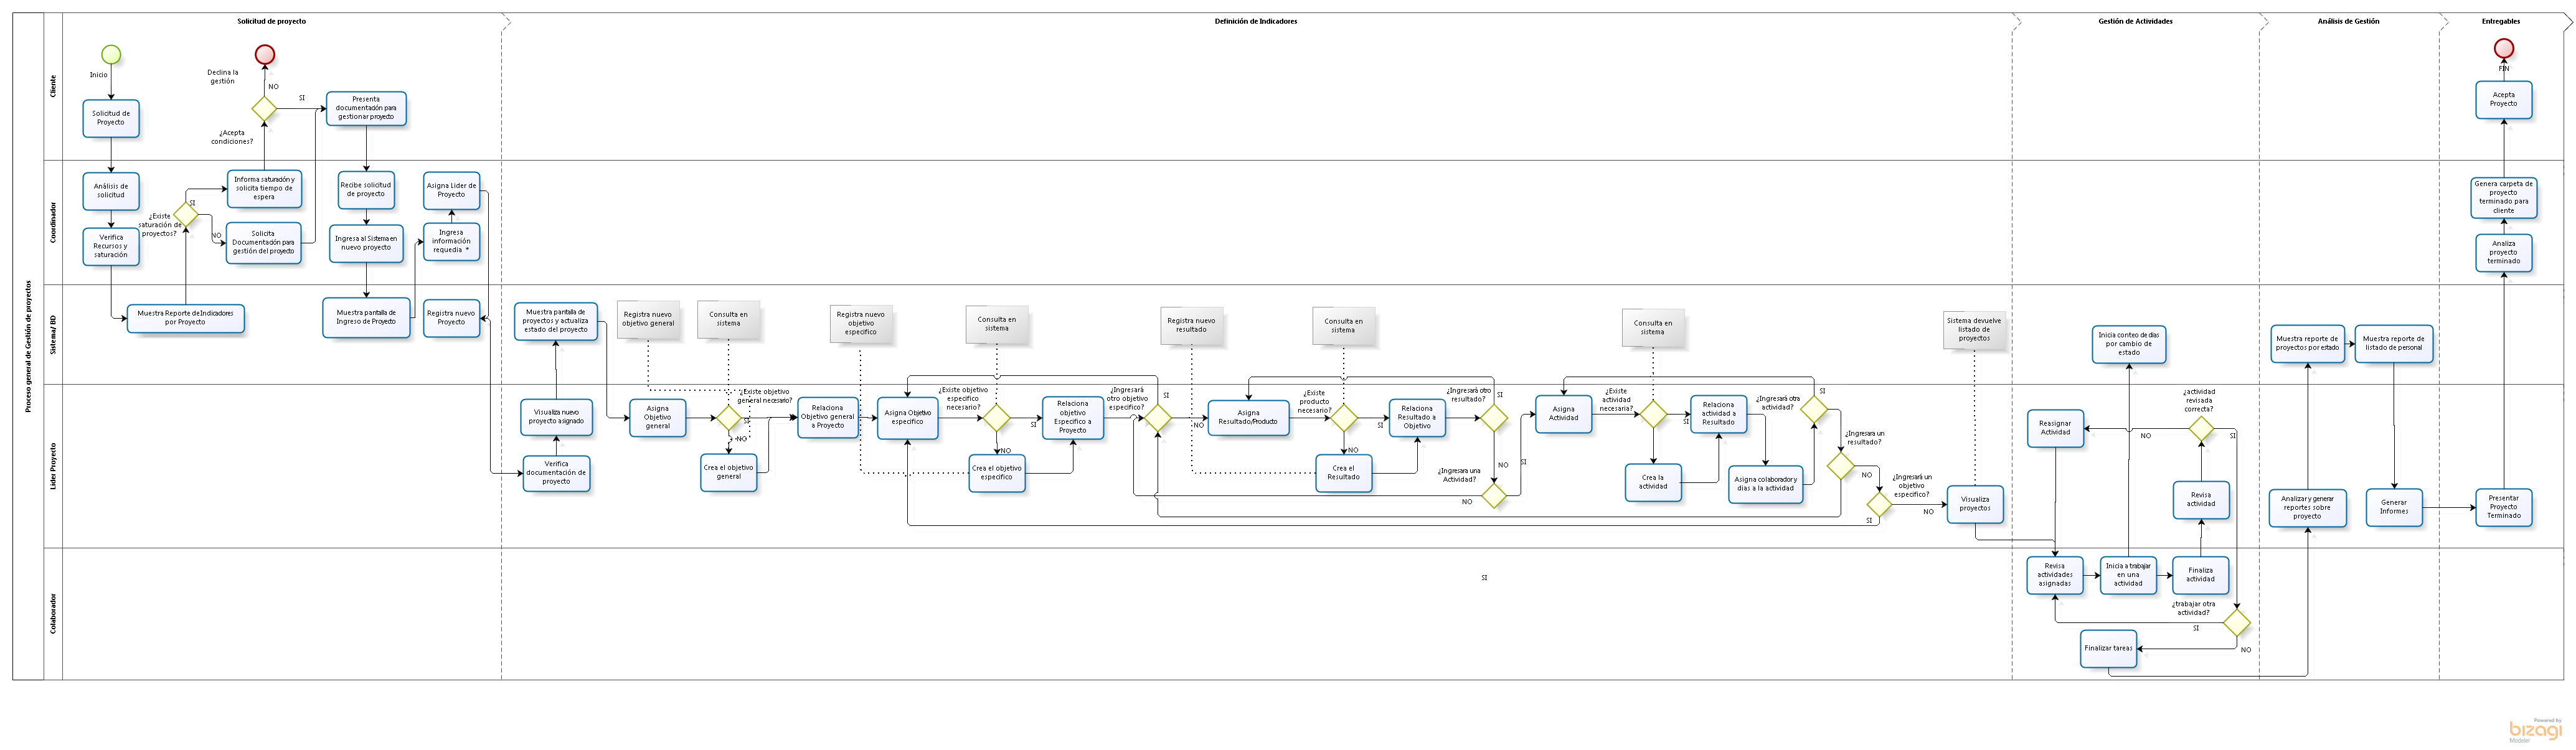 Solicitud de proyecto
Definición de Indicadores
Gestión de Actividades
Análisis de Gestión
Entregables
Proceso general de Gestión de proyectos
Cliente
Inicio
Solicitud de
Proyecto
Declina la
gestión
NO
SI
¿Acepta
condiciones?
Presenta
documentación para
gestionar proyecto
FIN
Acepta
Proyecto
Coordinador
Análisis de
solicitud
Verifica
Recursos y
saturación
¿Existe
saturación de
proyectos?
SI
NO
Informa saturación y
solicita tiempo de
espera
Solicita
Documentación para
gestión del proyecto
Recibe solicitud
de proyecto
Ingresa al Sistema en
nuevo proyecto
Asigna Lider de
Proyecto
Ingresa
información
requedia *
Genera carpeta de
proyecto
terminado para
cliente
Analiza
proyecto
terminado
Sistema/ BD
Muestra Reporte de Indicadores
por Proyecto
Muestra pantalla de
Ingreso de Proyecto
Registra nuevo
Proyecto
Muestra pantalla de
proyectos y actualiza
estado del proyecto
Registra nuevo
objetivo general
Consulta en
sistema
Registra nuevo
objetivo
especifico
Consulta en
sistema
Registra nuevo
resultado
Consulta en
sistema
Consulta en
sistema
Sistema devuelve
listado de
proyectos
Inicia conteo de dias
por cambio de
estado
Muestra reporte de
proyectos por estado
Muestra reporte de
listado de personal
Lider Proyecto
Visualiza nuevo
proyecto asignado
Verifica
documentación de
proyecto
Asigna
Objetivo
general
¿Existe objetivo
general necesario?
SI
NO
Crea el objetivo
general
Relaciona
Objetivo general
a Proyecto
Asigna Objetivo
especifico
¿Existe objetivo
especifico
necesario?
SI
NO
Crea el objetivo
especifico
Relaciona
objetivo
Especifico a
Proyecto
¿Ingresará
otro objetivo
especifico?
SI
NO
Asigna
Resultado/Producto
¿Existe
producto
necesario?
SI
NO
Crea el
Resultado
Relaciona
Resultado a
Objetivo
¿Ingresará otro
resultado?
SI
NO
¿Ingresara una
Actividad?
SI
NO
Asigna
Actividad
¿Existe
actividad
necesaria?
SI
Crea la
actividad
Relaciona
actividad a
Resultado
Asigna colaborador y
dias a la actividad
¿Ingresará otra
actividad?
SI
¿Ingresara un
resultado?
NO
¿Ingresará un
objetivo
especifico?
SI
NO
Visualiza
proyectos
Reasignar
Actividad
¿actividad
revisada
correcta?
NO
SI
Revisa
actividad
Analizar y generar
reportes sobre
proyecto
Generar
Informes
Presentar
Proyecto
Terminado
Colaborador
SI
Revisa
actividades
asignadas
Inicia a trabajar
en una
actividad
Finaliza
actividad
¿trabajar otra
actividad?
SI
NO
Finalizar tareas
Powered by
bizagi
Modeler